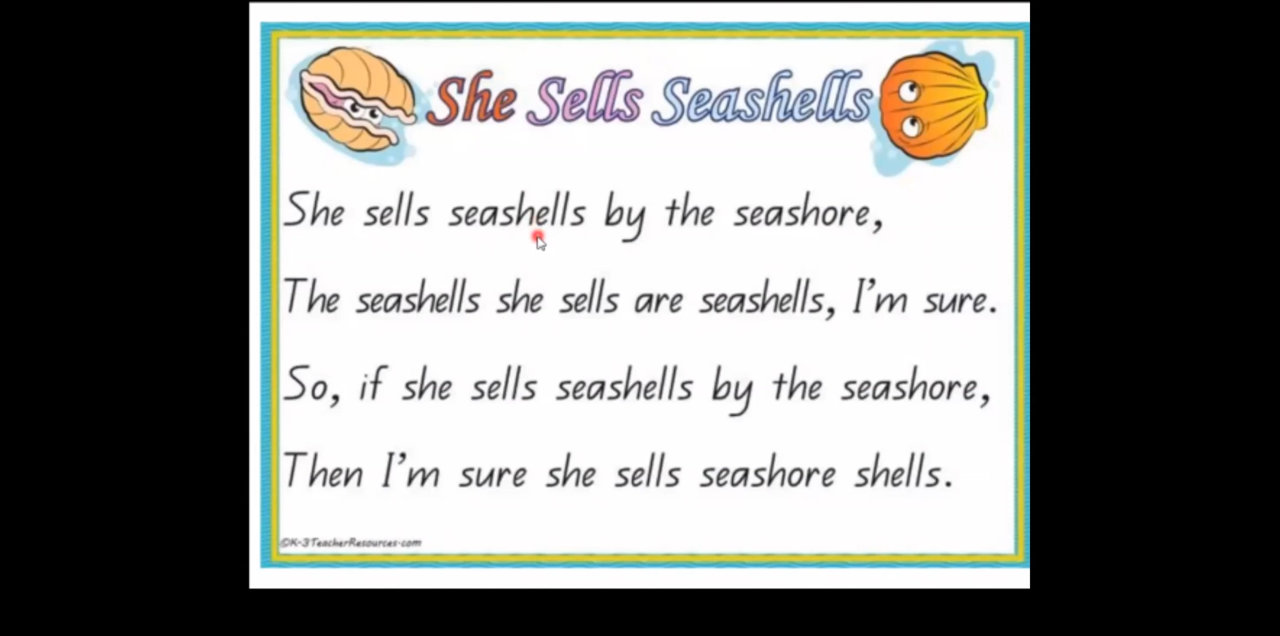 She Sells Seashells
She sells seashells by the seashore,
The seashells she sells are seashells, I'm sure.
So, if she sells seashells by the seashore,
Then I'm sure she sells seashore shells.
©K-3TeacherResources.com